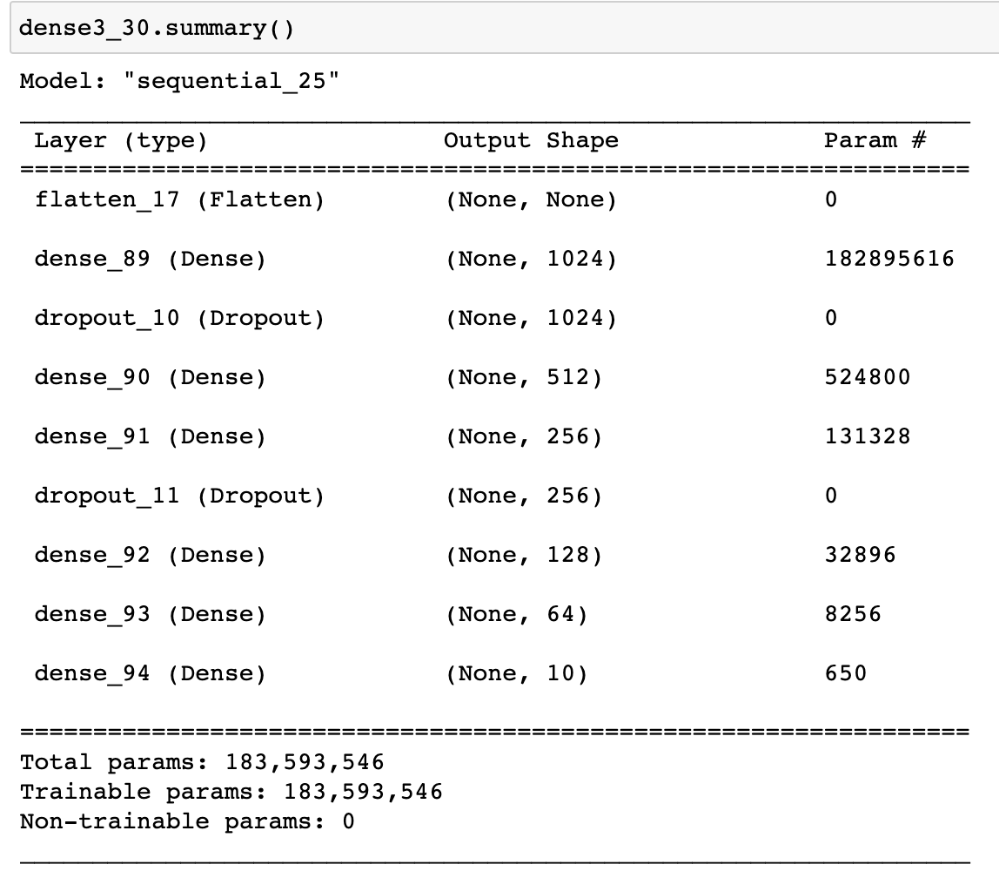 dense3_30.summary()
Model: "sequential_25"
Layer (type) Output Shape Param #
flatten_17 (Flatten) (None, None) 0
dense_89 (Dense) (None, 1024) 182895616
dropout_10 (Dropout) (None, 1024) 0
dense_90 (Dense) (None, 512) 524800
dense_91 (Dense) (None, 256) 131328
dropout_11 (Dropout) (None, 256) 0
dense_92 (Dense) (None, 128) 32896
dense_93 (Dense) (None, 64) 8256
dense_94 (Dense) (None, 10) 650
Total params: 183,593,546
Trainable params: 183,593,546
Non-trainable params: 0